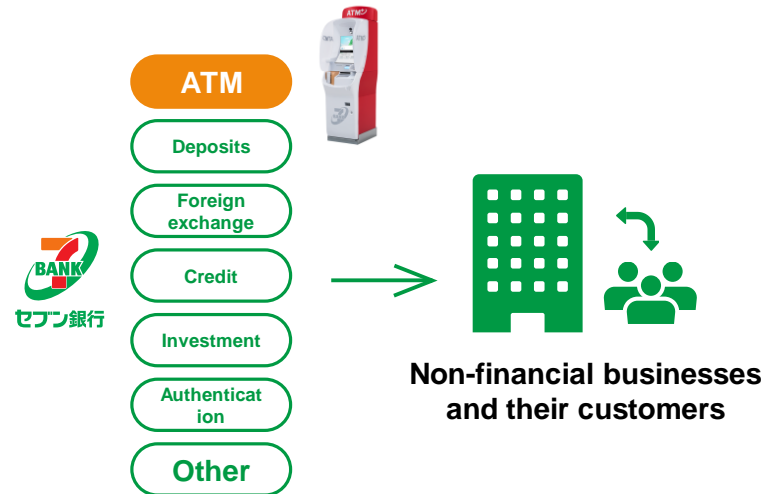 ATM
ATM
Deposits
Foreign
exchange
Credit
Investment
Authenticat
ion
Other
7
BANK
セブン銀行
Non-financial businesses
and their customers